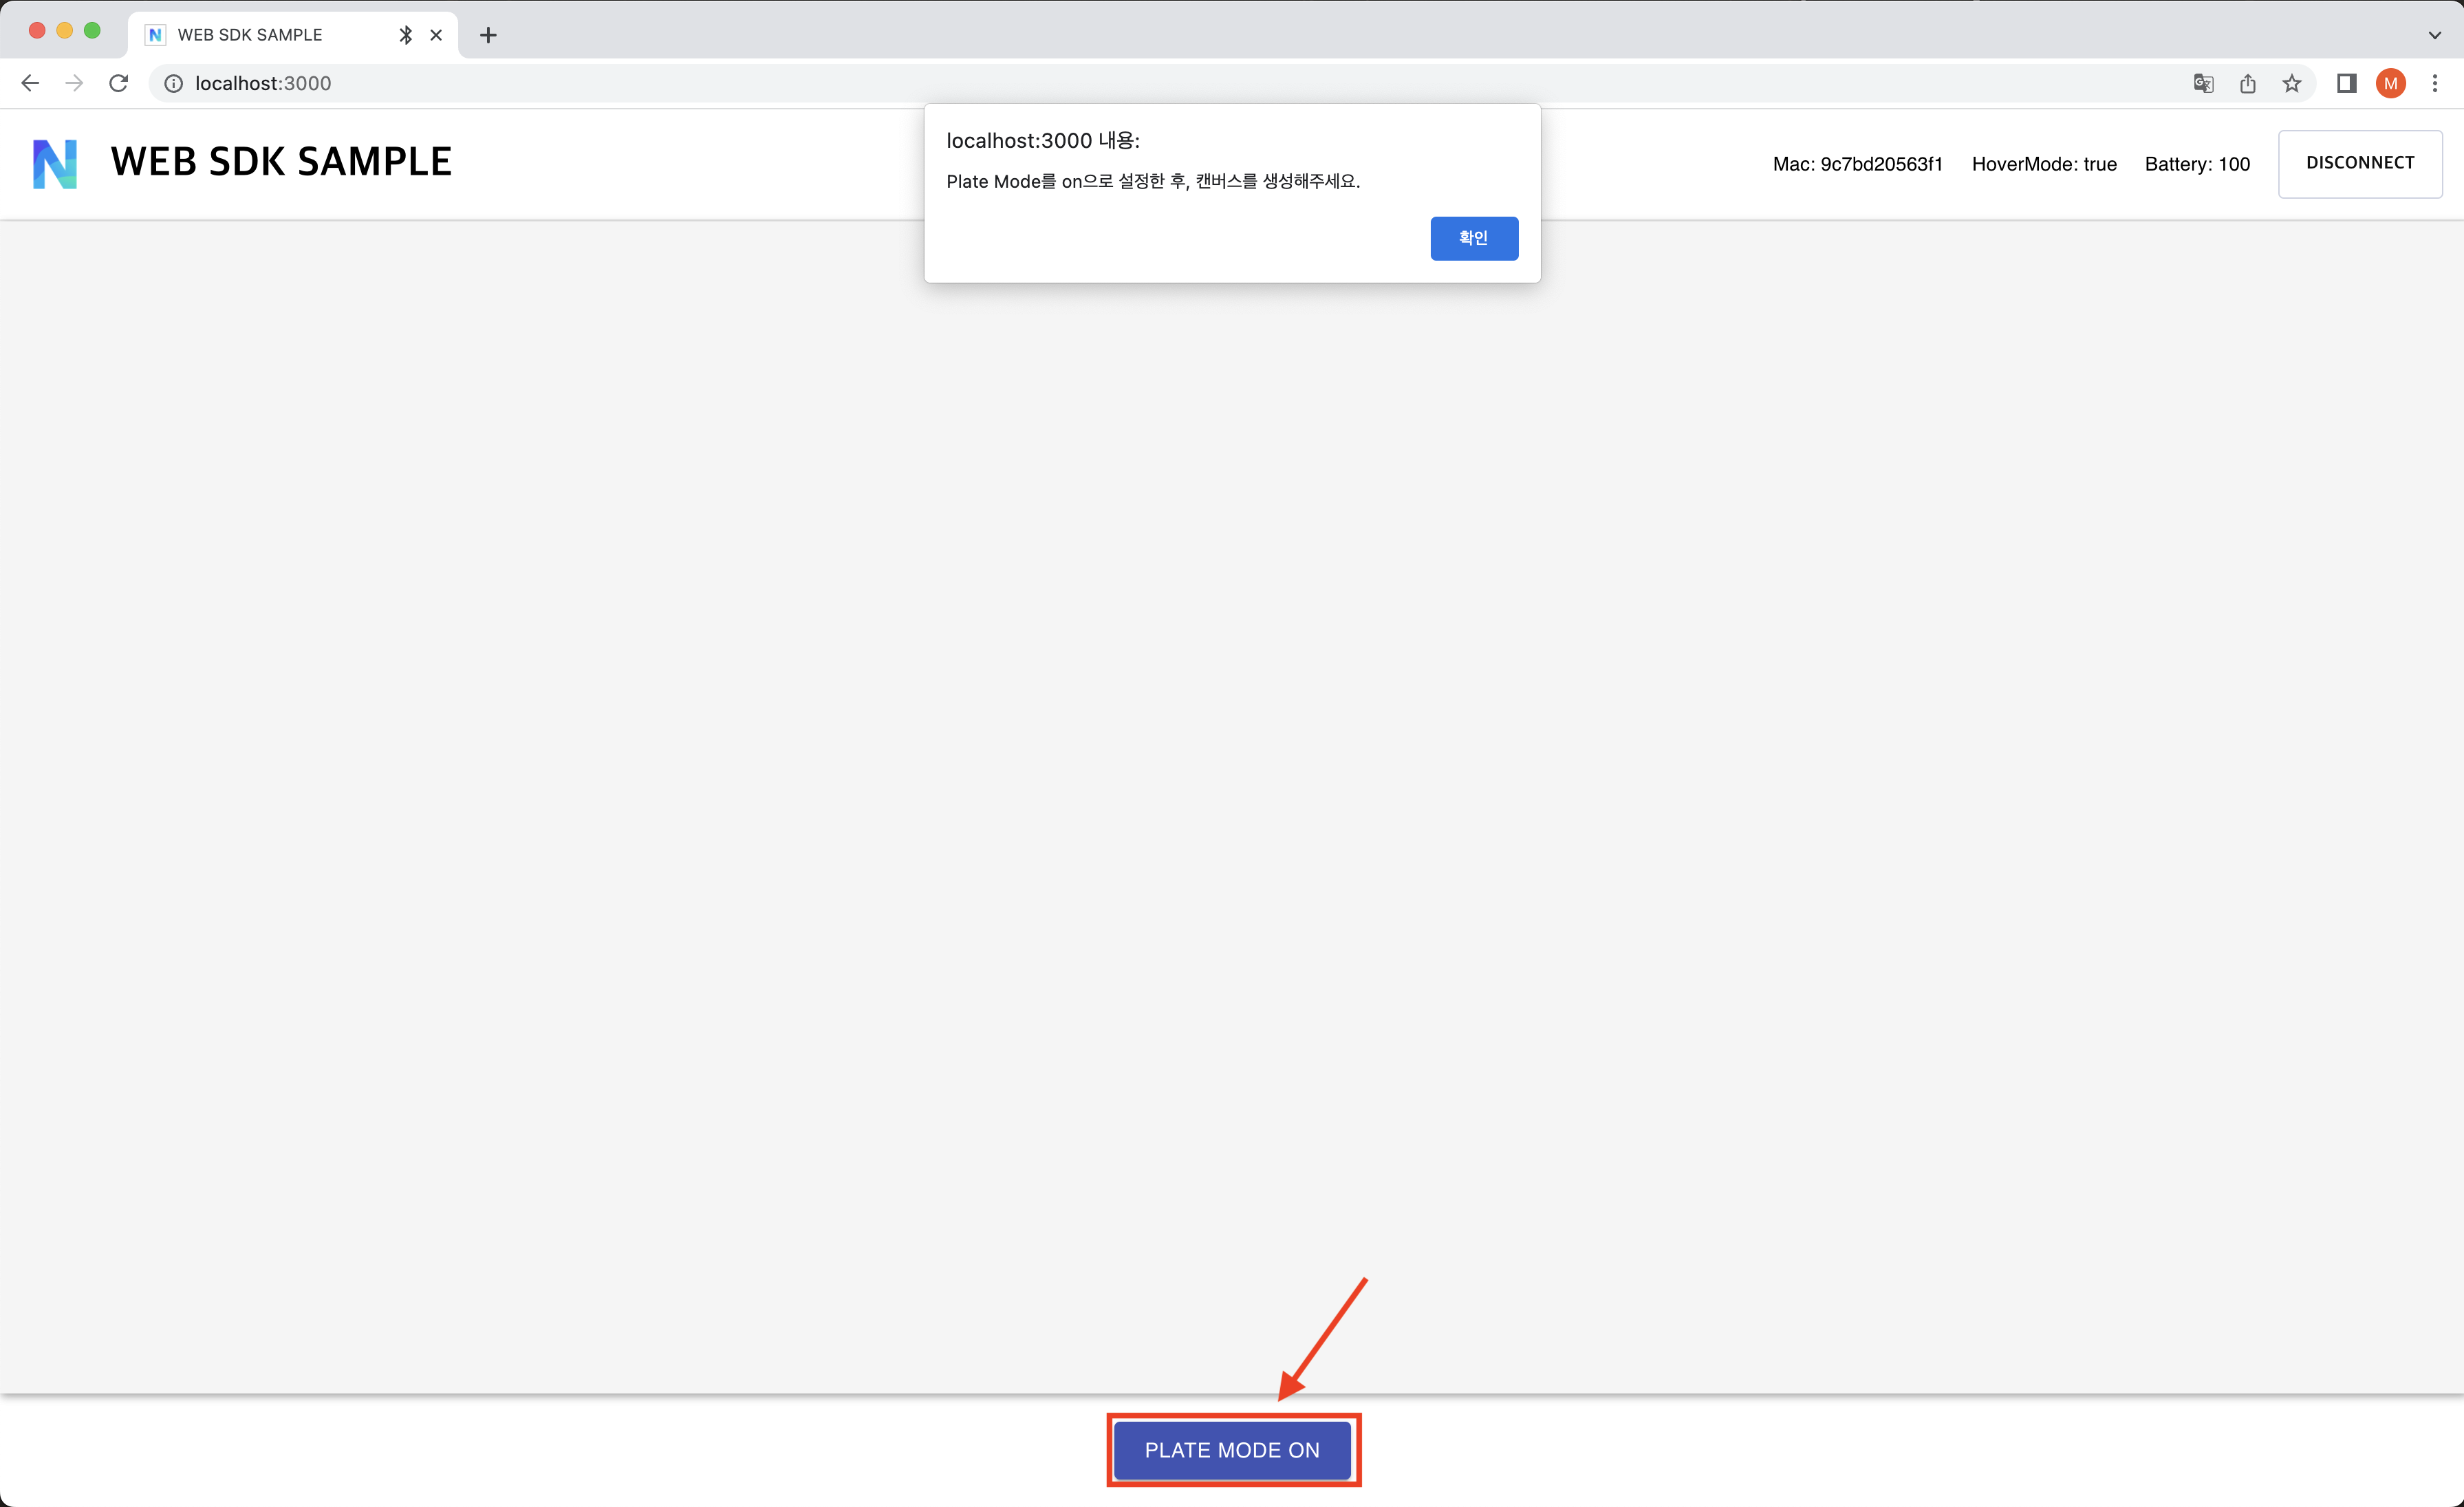 WEB SDK SAMPLE
localhost:3000
M
WEB SDK SAMPLE
localhost:3000 내용:
Plate Mode를 on으로 설정한 후, 캔버스를 생성해주세요.
확인
Mac: 9c7bd20563f1 HoverMode: true Battery: 100 DISCONNECT
PLATE MODE ON